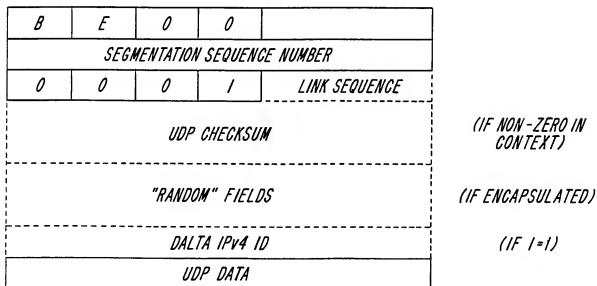 B E 0 0
SEGMENTATION SEQUENCE NUMBER
0 0 0 I LINK SEQUENCE
UDP CHECKSUM (IF NON-ZERO IN
CONTEXT)
"RANDOM" FIELDS (IF ENCAPSULATED)
DALTA IPv4 ID (IF I=1)
UDP DATA